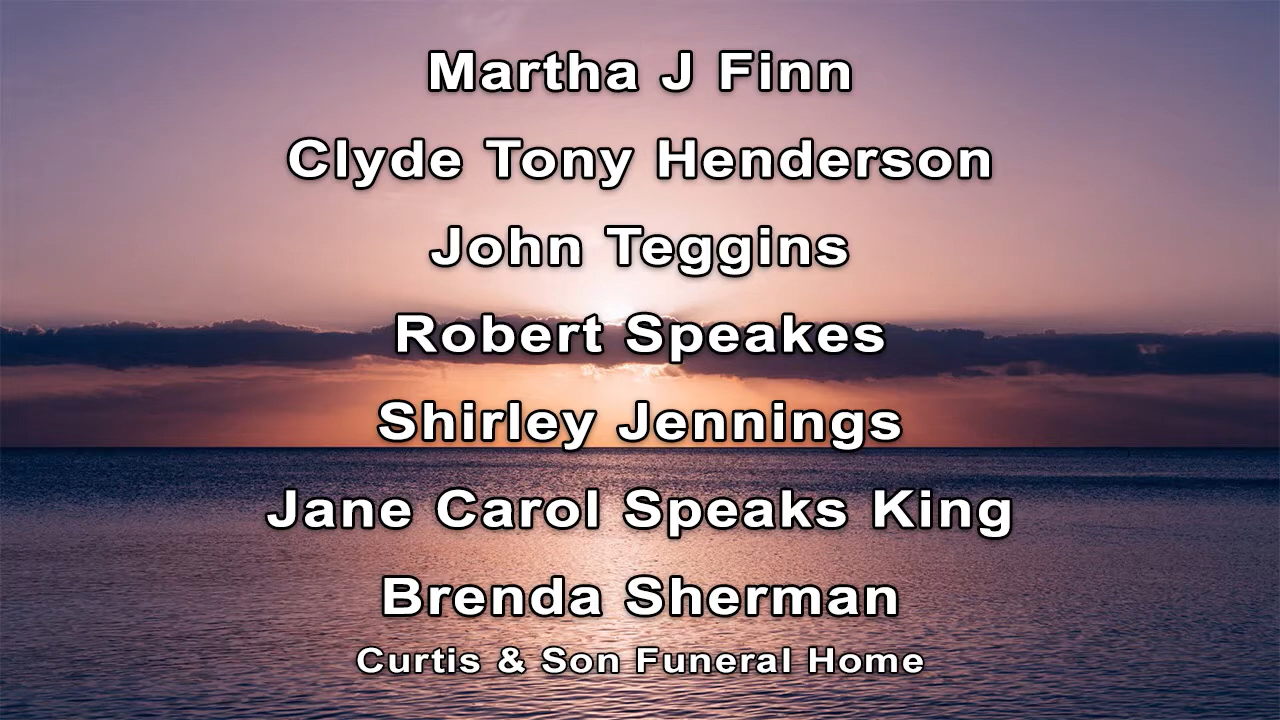 Martha J Finn
Clyde Tony Henderson
John Teggins
Robert Speakes
Shirley Jennings
Jane Carol Speaks King
Brenda Sherman
Curtis & Son Funeral Home